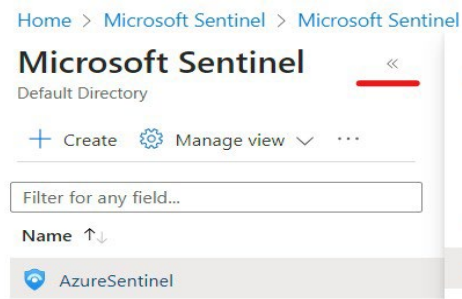 Home > Microsoft Sentinel > Microsoft Sentinel
Microsoft Sentinel «
Default Directory
+ Create Manage view ...
Filter for any field...
Name ↑↓
AzureSentinel